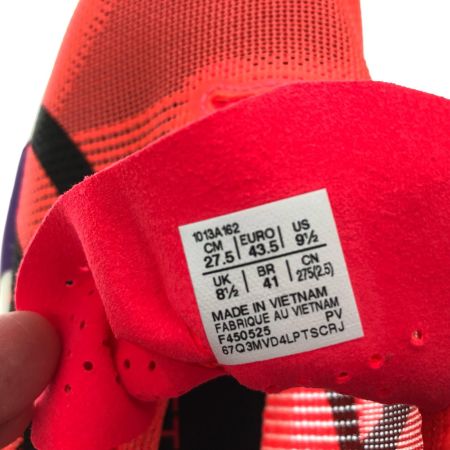 1013A162
CM EURO US
27.5 43.5 9½
UK BR CN
8½ 41 275(2.5)
MADE IN VIETNAM
FABRIQUE AU VIETNAM
F450525 PV
67Q3MVD4LPTSCRJ